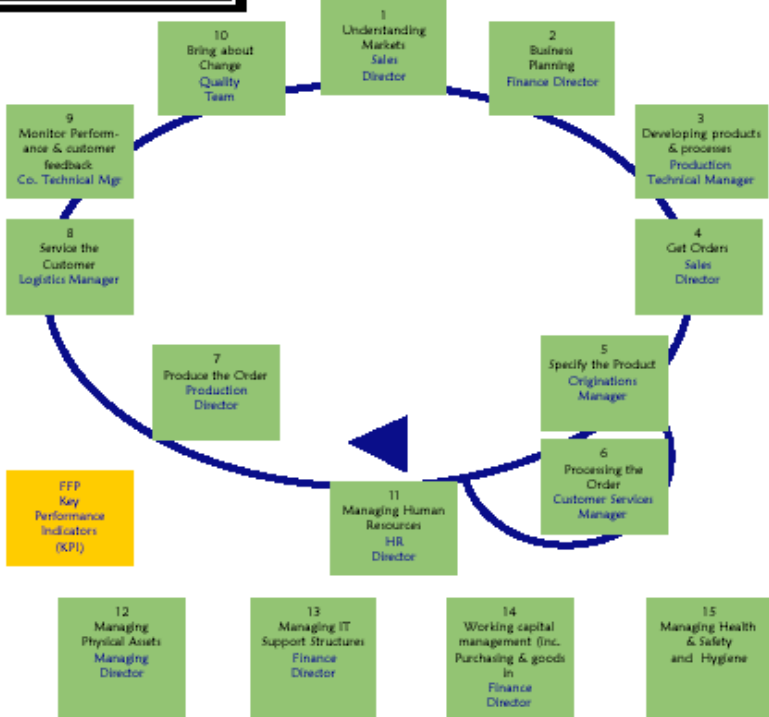 1
Understanding
Markets
Sales
Director
2
Business
Planning
Finance Director
3
Developing products
& processes
Production
Technical Manager
4
Get Orders
Sales
Director
5
Specify the Product
Originations
Manager
6
Processing the
Order
Customer Services
Manager
7
Produce the Order
Production
Director
8
Service the
Customer
Logistics Manager
9
Monitor Perform-
ance & customer
feedback
Co. Technical Mgr
10
Bring about
Change
Quality
Team
11
Managing Human
Resources
HR
Director
FFP
Key
Performance
Indicators
(KPI)
12
Managing
Physical Assets
Managing
Director
13
Managing IT
Support Structures
Finance
Director
14
Working capital
management (inc.
Purchasing & goods
in
Finance
Director
15
Managing Health
& Safety
and Hygiene